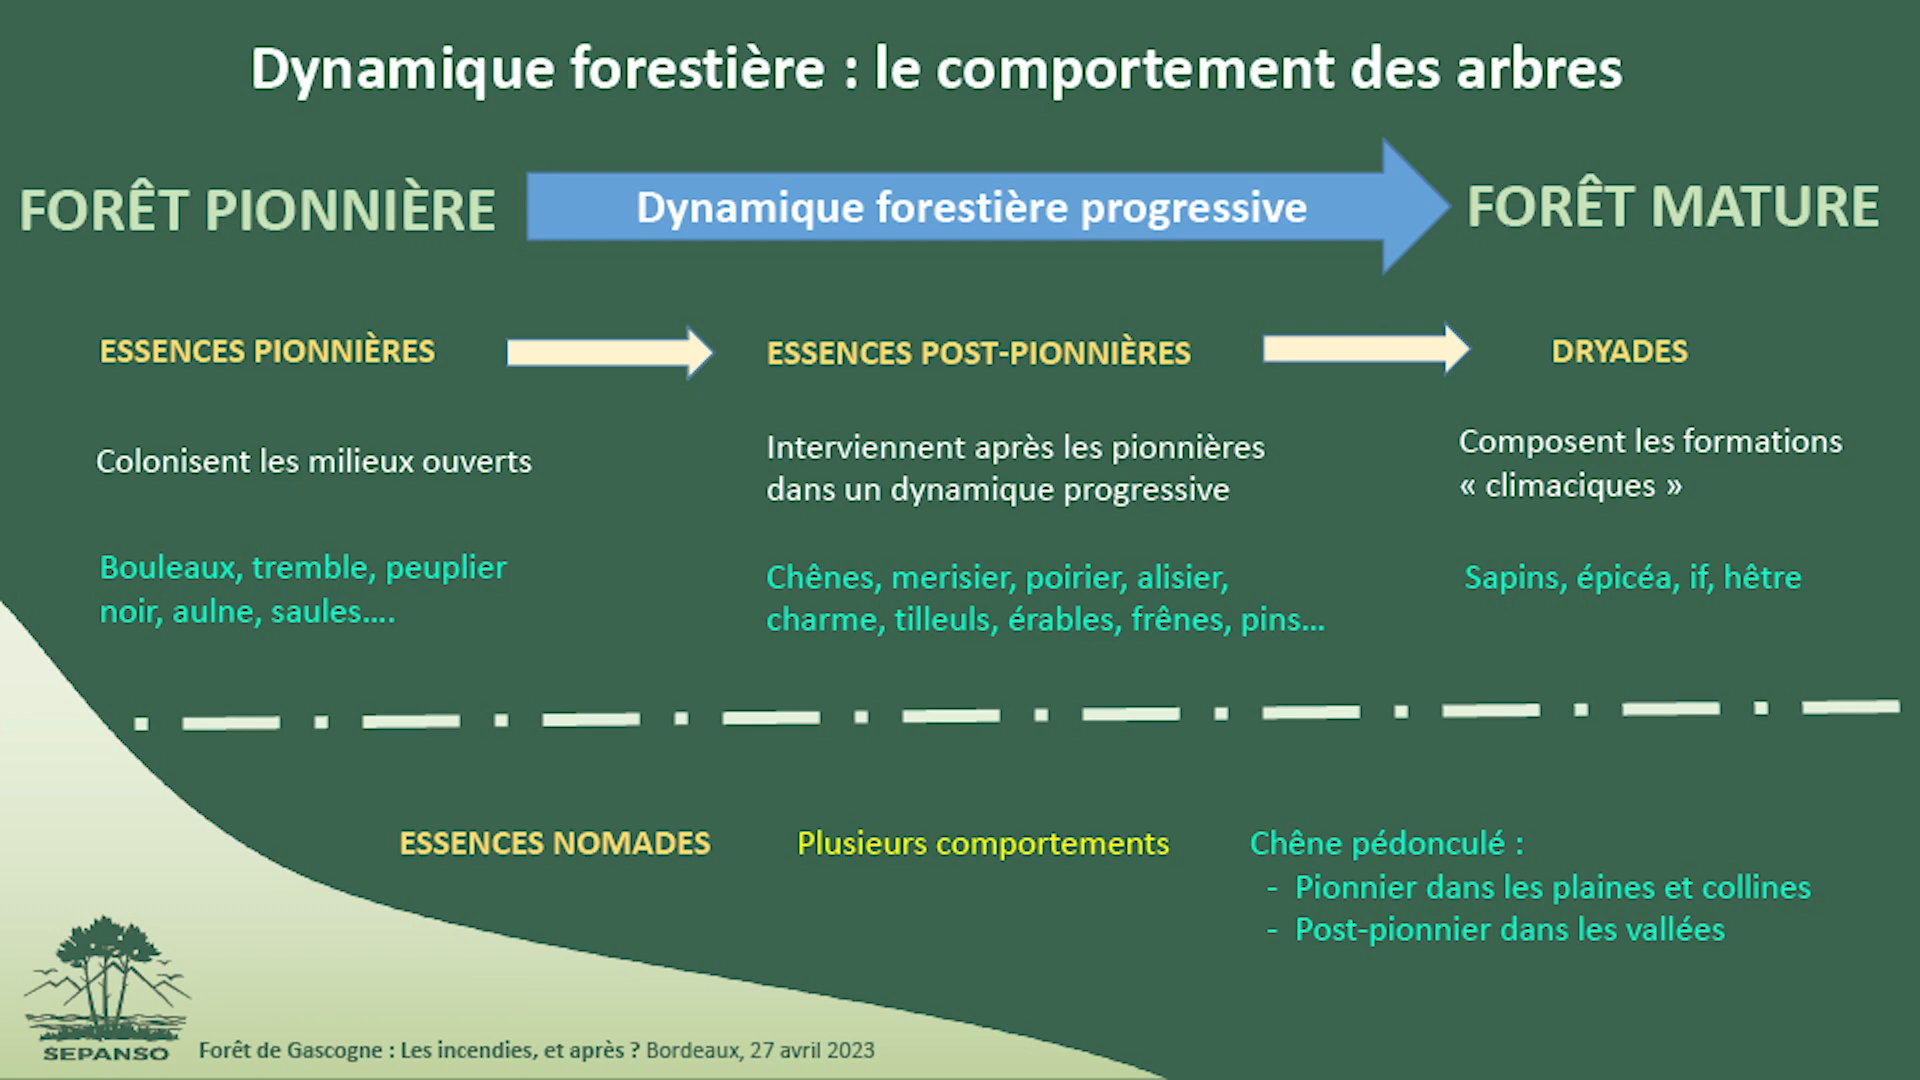 Dynamique forestière : le comportement des arbres
FORÊT PIONNIÈRE
Dynamique forestière progressive
FORÊT MATURE
ESSENCES PIONNIÈRES
ESSENCES POST-PIONNIÈRES
DRYADES
Colonisent les milieux ouverts
Interviennent après les pionnières
dans un dynamique progressive
Composent les formations
« climaciques »
Bouleaux, tremble, peuplier
noir, aulne, saules....
Chênes, merisier, poirier, alisier,
charme, tilleuls, érables, frênes, pins...
Sapins, épicéa, if, hêtre
ESSENCES NOMADES
Plusieurs comportements
Chêne pédonculé :
- Pionnier dans les plaines et collines
- Post-pionnier dans les vallées
SEPANSO
Forêt de Gascogne : Les incendies, et après ? Bordeaux, 27 avril 2023